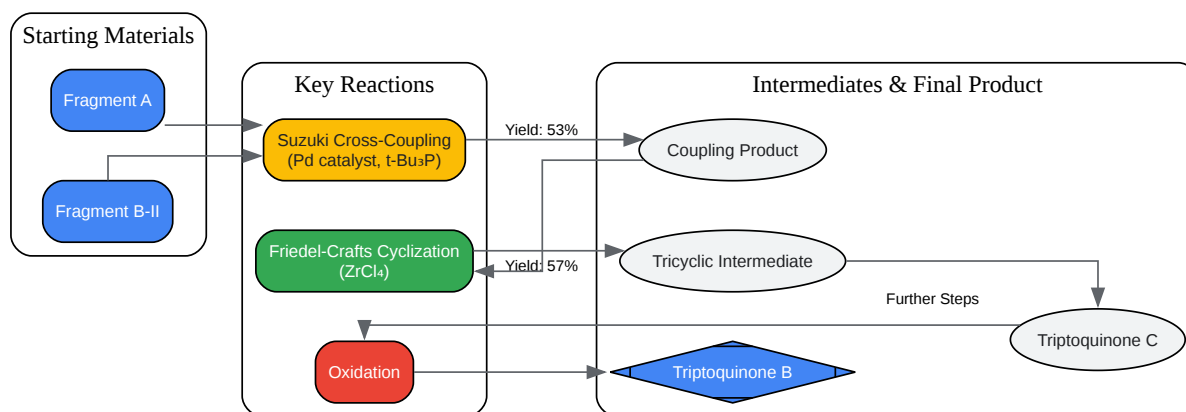 Starting Materials
Fragment A
Fragment B-II
Key Reactions
Suzuki Cross-Coupling
(Pd catalyst, t-Bu₃P)
Friedel-Crafts Cyclization
(ZrCl₄)
Oxidation
Yield: 53%
Yield: 57%
Intermediates & Final Product
Coupling Product
Tricyclic Intermediate
Further Steps
Triptoquinone C
Triptoquinone B